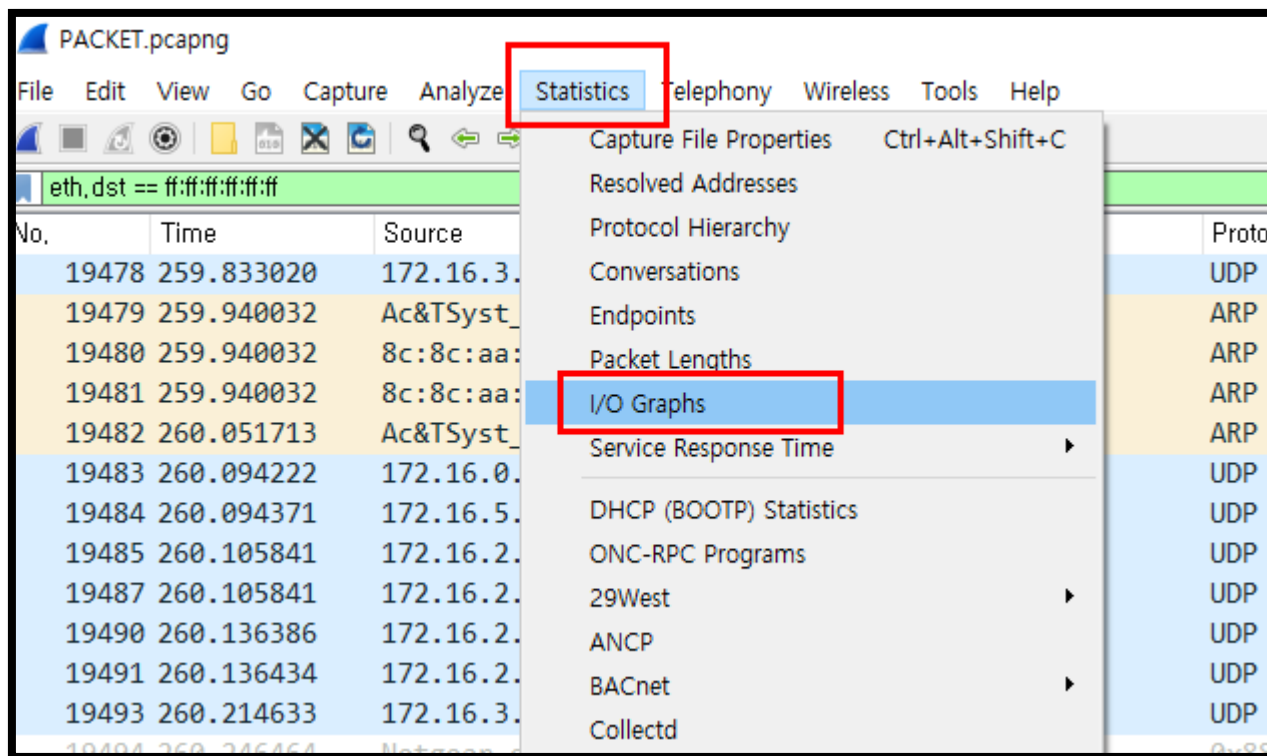 PACKET.pcapng
File Edit View Go Capture Analyze Statistics Telephony Wireless Tools Help
eth.dst == ff:ff:ff:ff:ff:ff
No. Time Source Proto
19478 259.833020 172.16.3. UDP
19479 259.940032 Ac&TSyst_ ARP
19480 259.940032 8c:8c:aa: ARP
19481 259.940032 8c:8c:aa: ARP
19482 260.051713 Ac&TSyst_ ARP
19483 260.094222 172.16.0. UDP
19484 260.094371 172.16.5. UDP
19485 260.105841 172.16.2. UDP
19487 260.105841 172.16.2. UDP
19490 260.136386 172.16.2. UDP
19491 260.136434 172.16.2. UDP
19493 260.214633 172.16.3. UDP
Capture File Properties Ctrl+Alt+Shift+C
Resolved Addresses
Protocol Hierarchy
Conversations
Endpoints
Packet Lengths
I/O Graphs
Service Response Time
DHCP (BOOTP) Statistics
ONC-RPC Programs
29West
ANCP
BACnet
Collectd